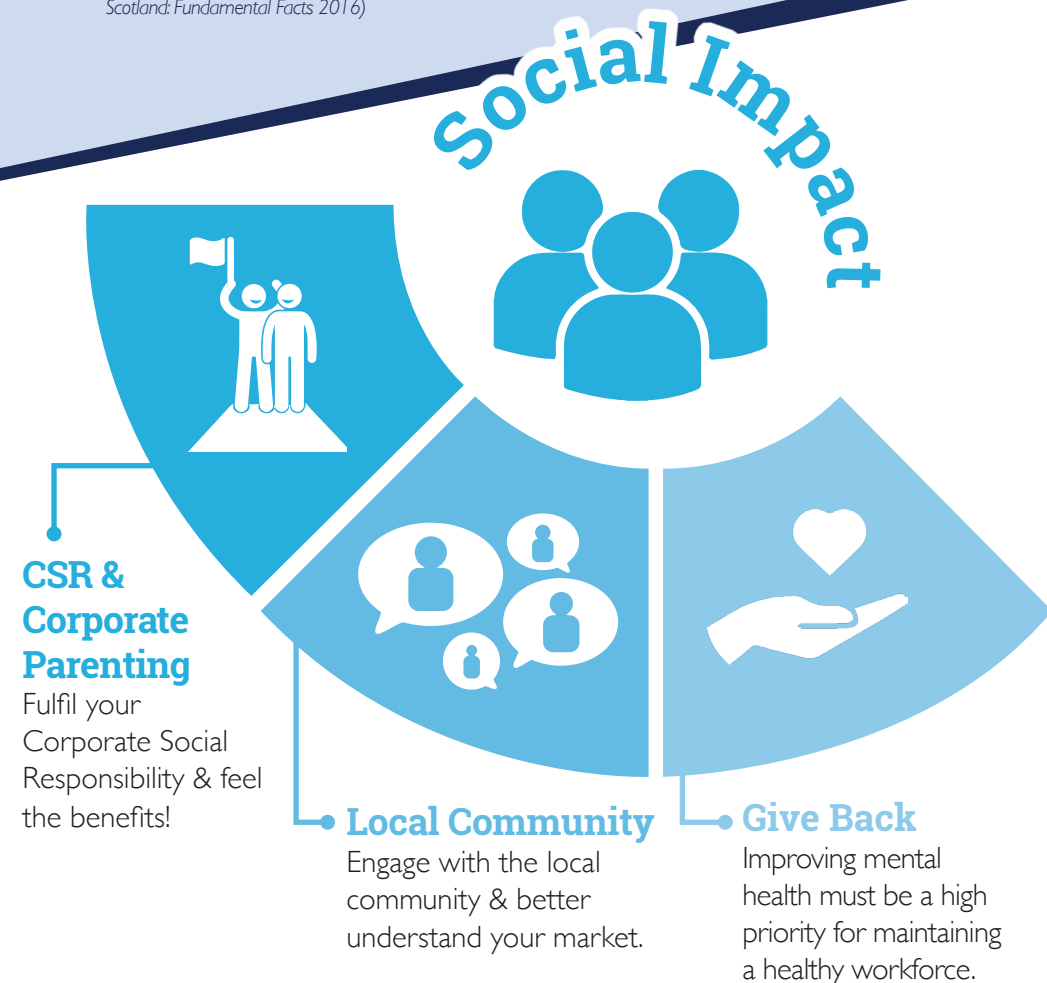 Scotland: Fundamental Facts 2016)
Social Impact
CSR &
Corporate
Parenting
Fulfil your
Corporate Social
Responsibility & feel
the benefits!
Local Community
Engage with the local
community & better
understand your market.
Give Back
Improving mental
health must be a high
priority for maintaining
a healthy workforce.